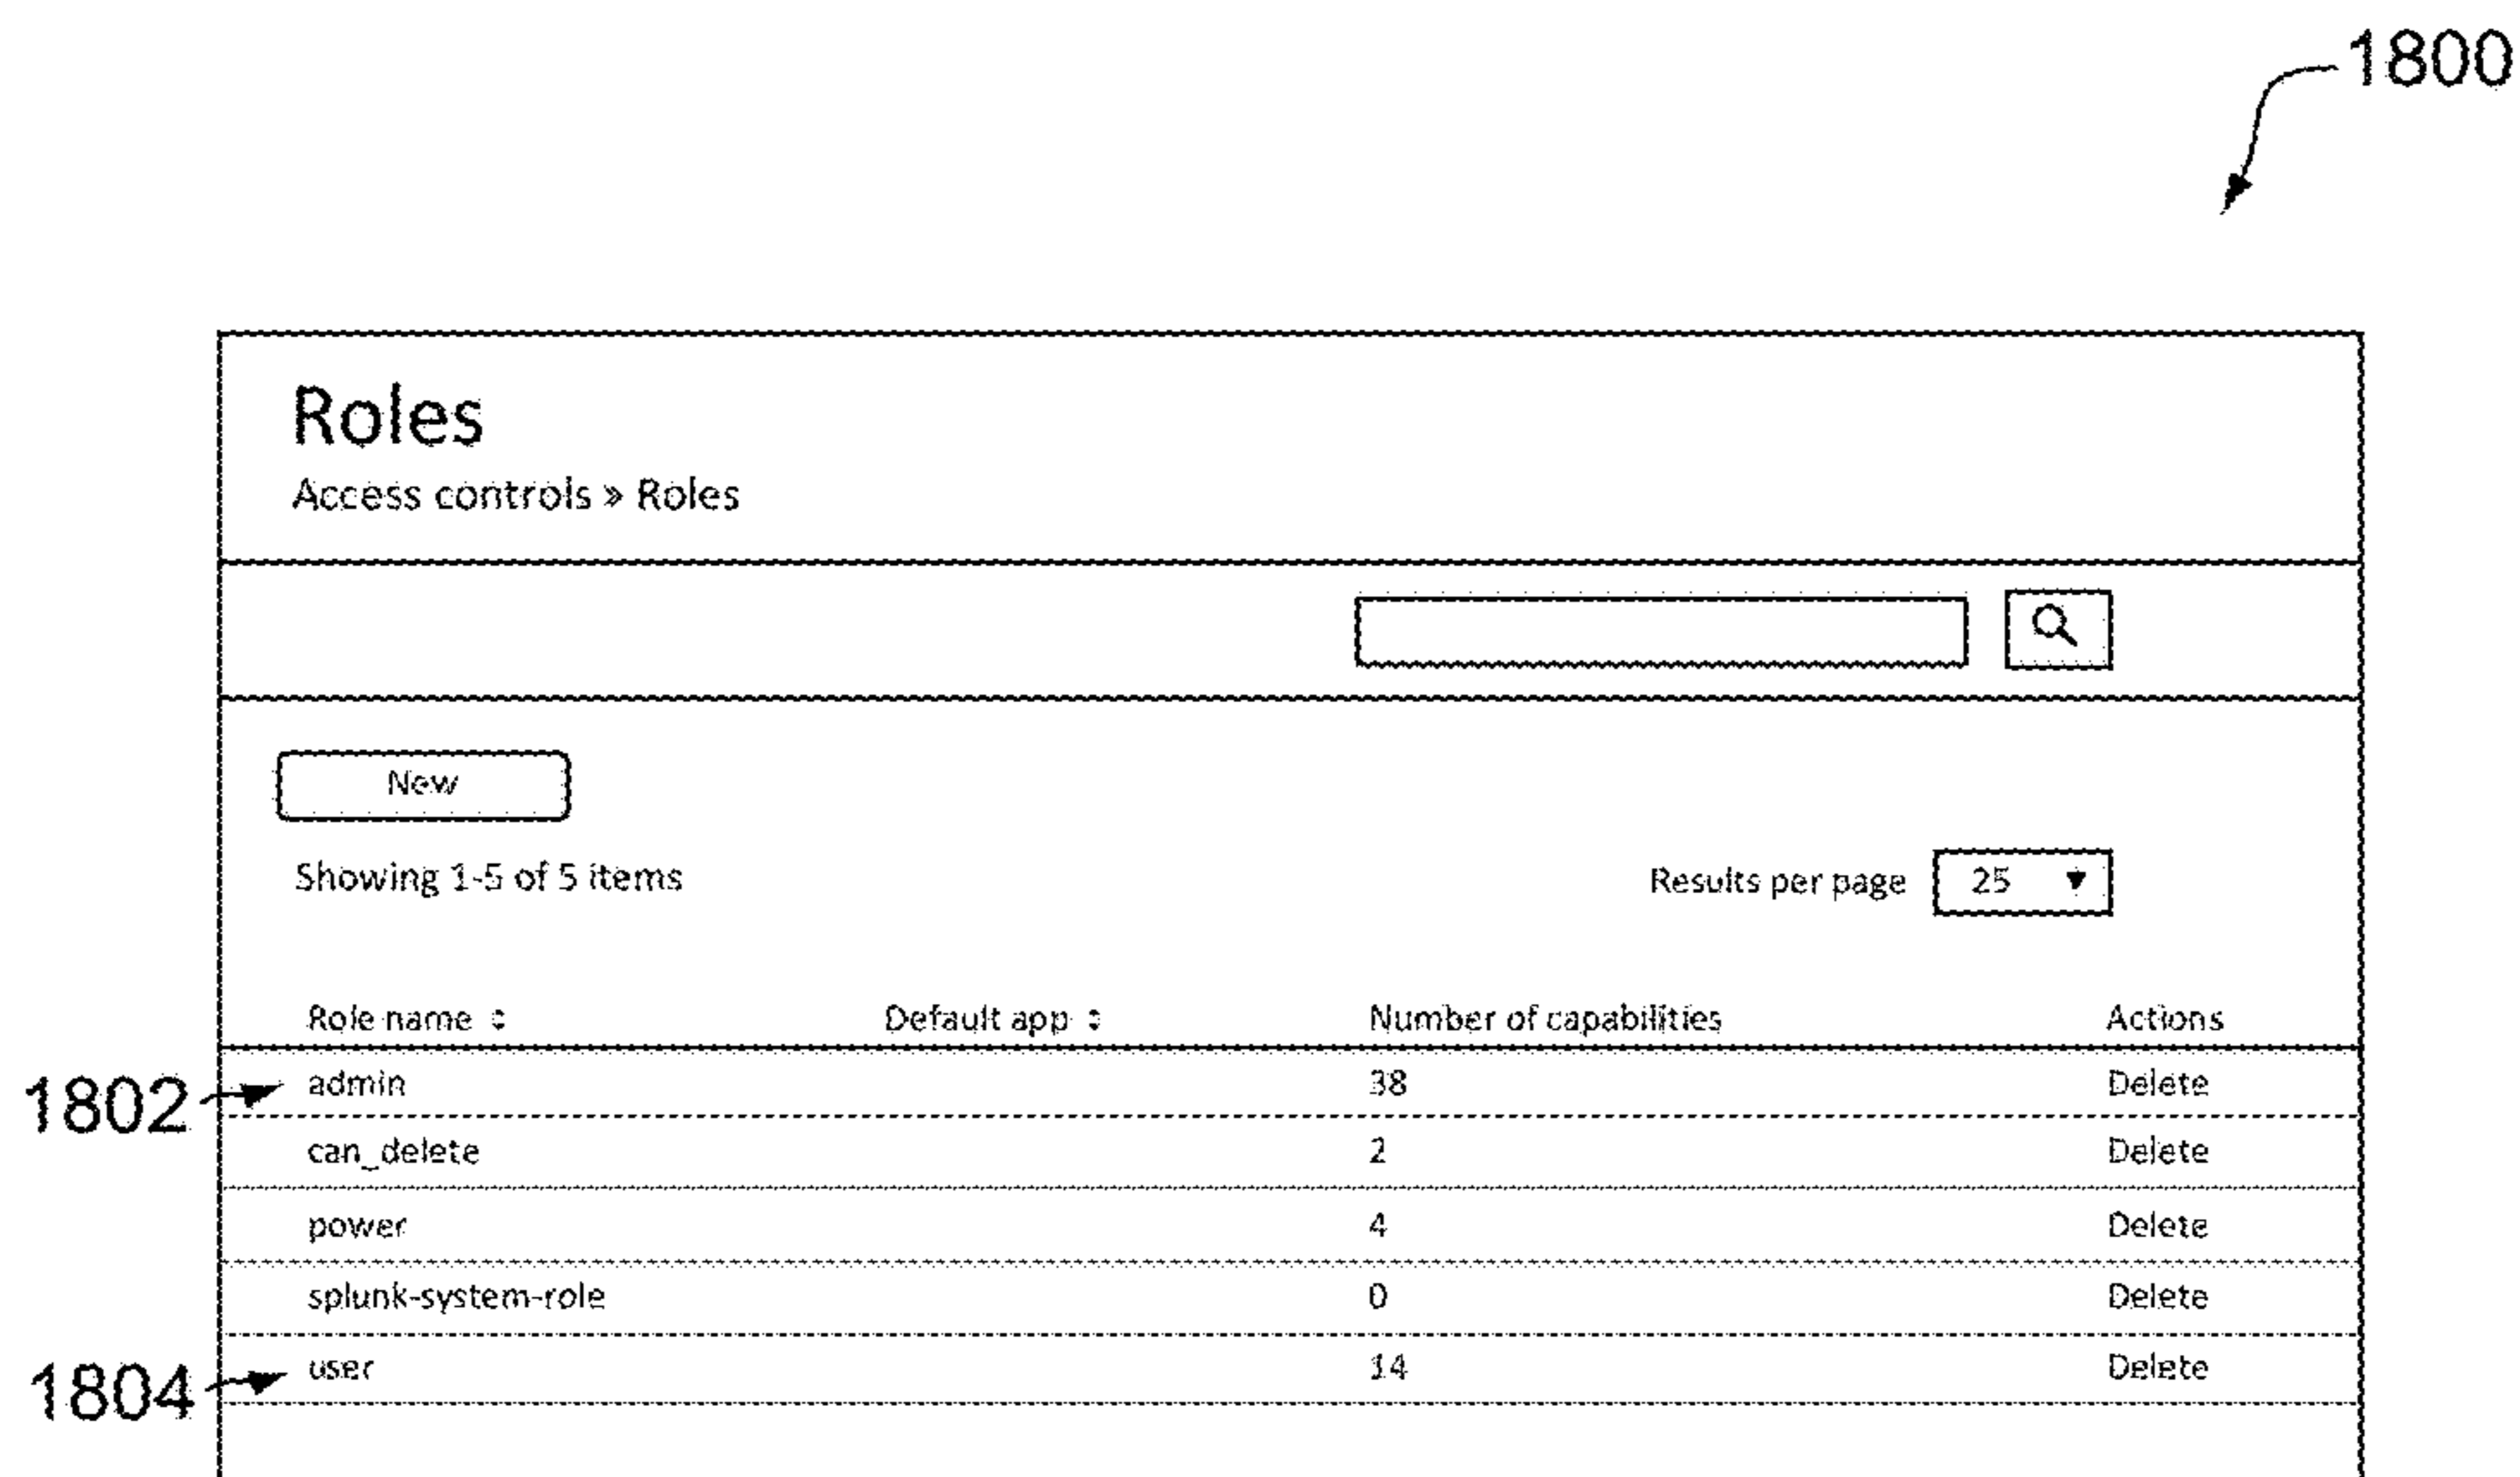 1800
Roles
Access controls » Roles
New
Showing 1-5 of 5 items
Results per page 25
Role name Default app Number of capabilities Actions
1802 admin 38 Delete
can_delete 2 Delete
power 4 Delete
splunk-system-role 0 Delete
1804 user 14 Delete